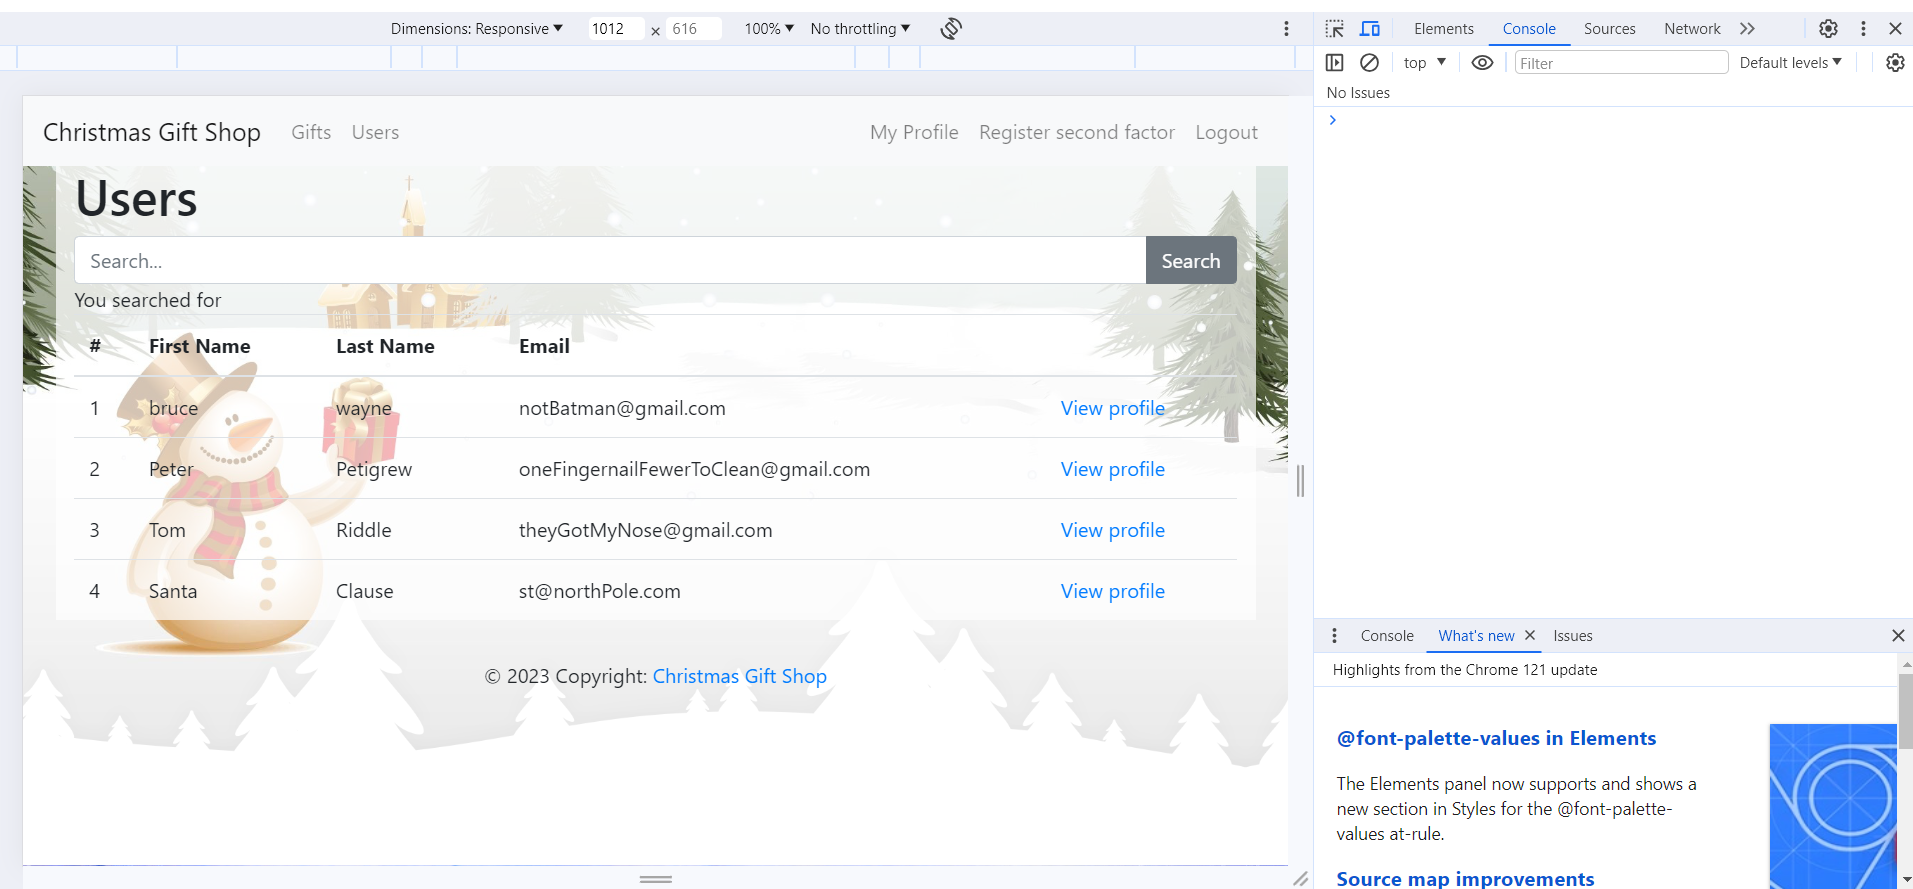 Dimensions: Responsive 1012 × 616 100% No throttling
Elements Console Sources Network
top Filter Default levels
No Issues
Christmas Gift Shop Gifts Users My Profile Register second factor Logout
Users
Search... Search
You searched for
# First Name Last Name Email
1 bruce wayne notBatman@gmail.com View profile
2 Peter Petigrew oneFingernailFewerToClean@gmail.com View profile
3 Tom Riddle theyGotMyNose@gmail.com View profile
4 Santa Clause st@northPole.com View profile
© 2023 Copyright: Christmas Gift Shop
Console What's new Issues
Highlights from the Chrome 121 update
@font-palette-values in Elements
The Elements panel now supports and shows a
new section in Styles for the @font-palette-
values at-rule.
Source map improvements